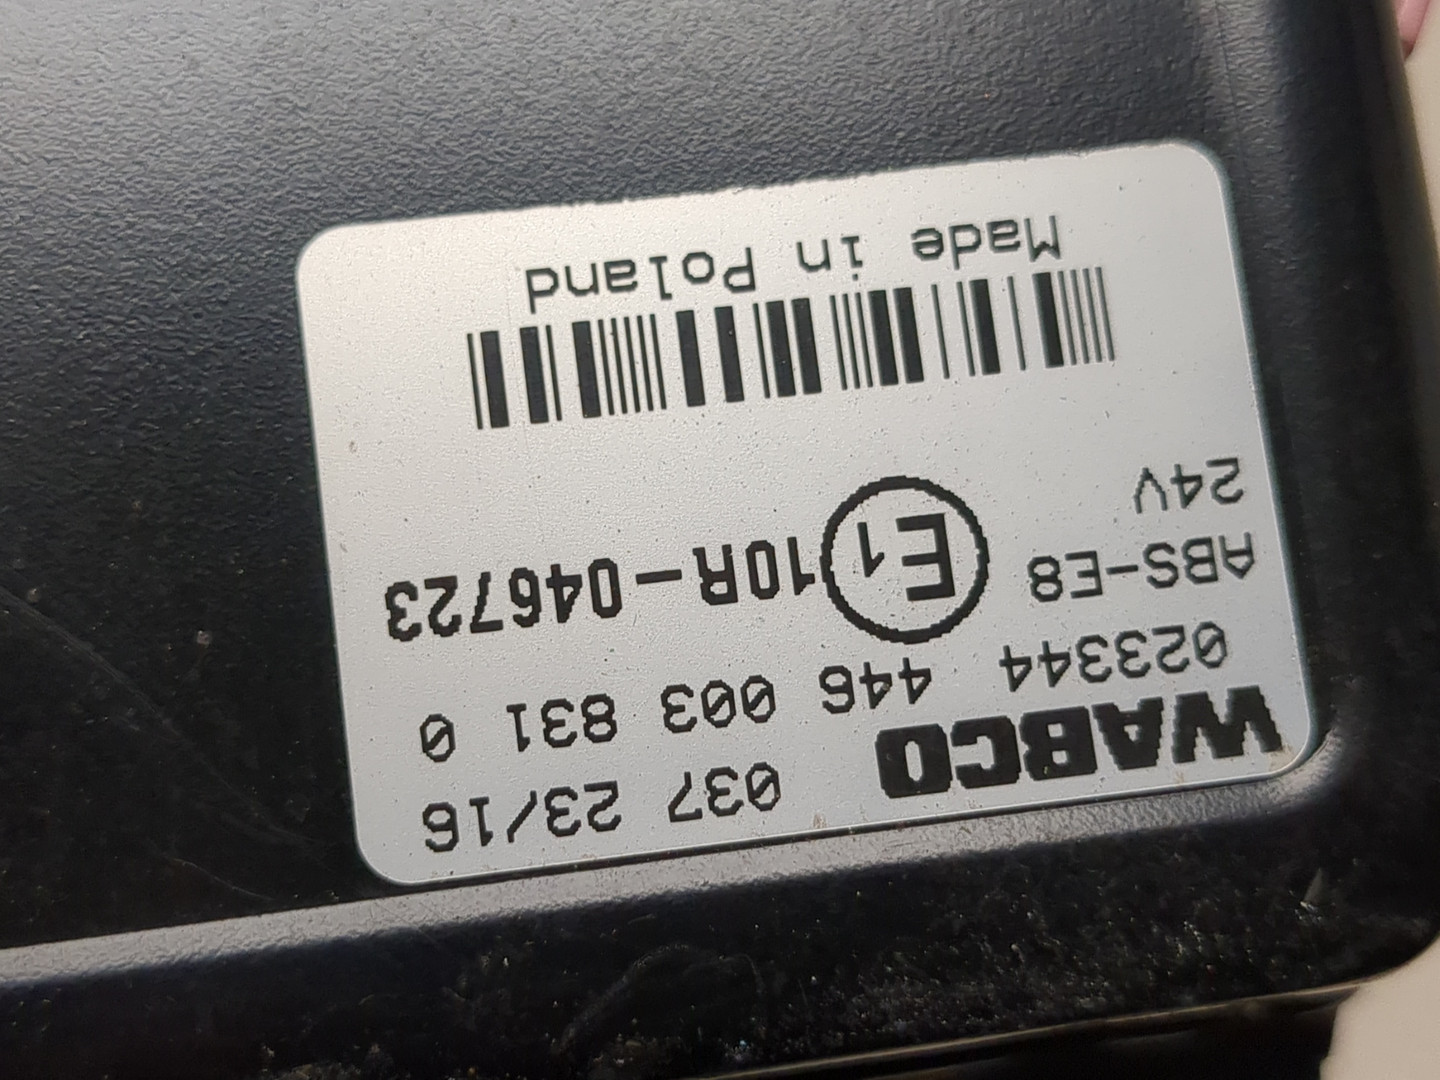 WABCO 037 23/16
023344 446 003 831 0
ABS-E8 E1 10R-046723
24V
Made in Poland